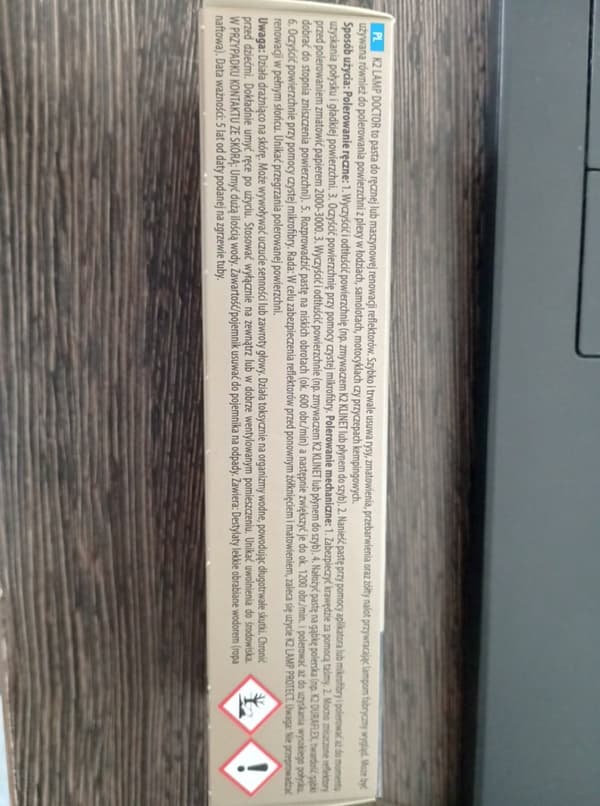 PL K2 LAMP DOCTOR to pasta do ręcznej lub maszynowej renowacji reflektorów. Szybko i trwale usuwa rysy, zmatowienia, przebarwienia oraz żółty nalot przywracając lampom fabryczny wygląd. Może być
używana również do polerowania powierzchni z plexy w łodziach, samolotach, motocyklach czy przyczepach kempingowych.
Sposób użycia: Polerowanie ręczne: 1. Wyczyścić i odtłuścić powierzchnię (np. zmywaczem K2 KLINET lub płynem do szyb). 2. Nanieść pastę przy pomocy aplikatora lub mikrofibry i polerować aż do momentu
uzyskania połysku i gładkiej powierzchni. 3. Oczyścić powierzchnię przy pomocy czystej mikrofibry. Polerowanie mechaniczne: 1. Zabezpieczyć krawędzie za pomocą taśmy. 2. Mocno zniszczone reflektory
przed polerowaniem zmatowić papierem 2000-3000. 3. Wyczyścić i odtłuścić powierzchnie (np. zmywaczem K2 KLINET lub płynem do szyb). 4. Nałożyć pastę na gąbkę polerską (np. K2 DURAFLEX, twardość gąbki
dobrać do stopnia zniszczenia powierzchni). 5. Rozprowadzić pastę na niskich obrotach (ok. 600 obr./min) a następnie zwiększyć je do ok. 1200 obr./min. i polerować aż do uzyskania wysokiego połysku.
6. Oczyścić powierzchnie przy pomocy czystej mikrofibry. Rada: W celu zabezpieczenia reflektorów przed ponownym żółknięciem i matowieniem, zaleca się użycie K2 LAMP PROTECT. Uwaga: Nie przeprowadzać
renowacji w pełnym słońcu. Unikać przegrzania polerowanej powierzchni.
Uwaga: Działa drażniąco na skórę. Może wywoływać uczucie senności lub zawroty głowy. Działa toksycznie na organizmy wodne, powodując długotrwałe skutki. Chronić
przed dziećmi. Dokładnie umyć ręce po użyciu. Stosować wyłącznie na zewnątrz lub w dobrze wentylowanym pomieszczeniu. Unikać uwolnienia do środowiska.
W PRZYPADKU KONTAKTU ZE SKÓRĄ: Umyć dużą ilością wody. Zawartość/pojemnik usuwać do pojemnika na odpady. Zawiera: Destylaty lekkie obrabiane wodorem (ropa
naftowa). Data ważności: 5 lat od daty podanej na zgrzewie tuby.